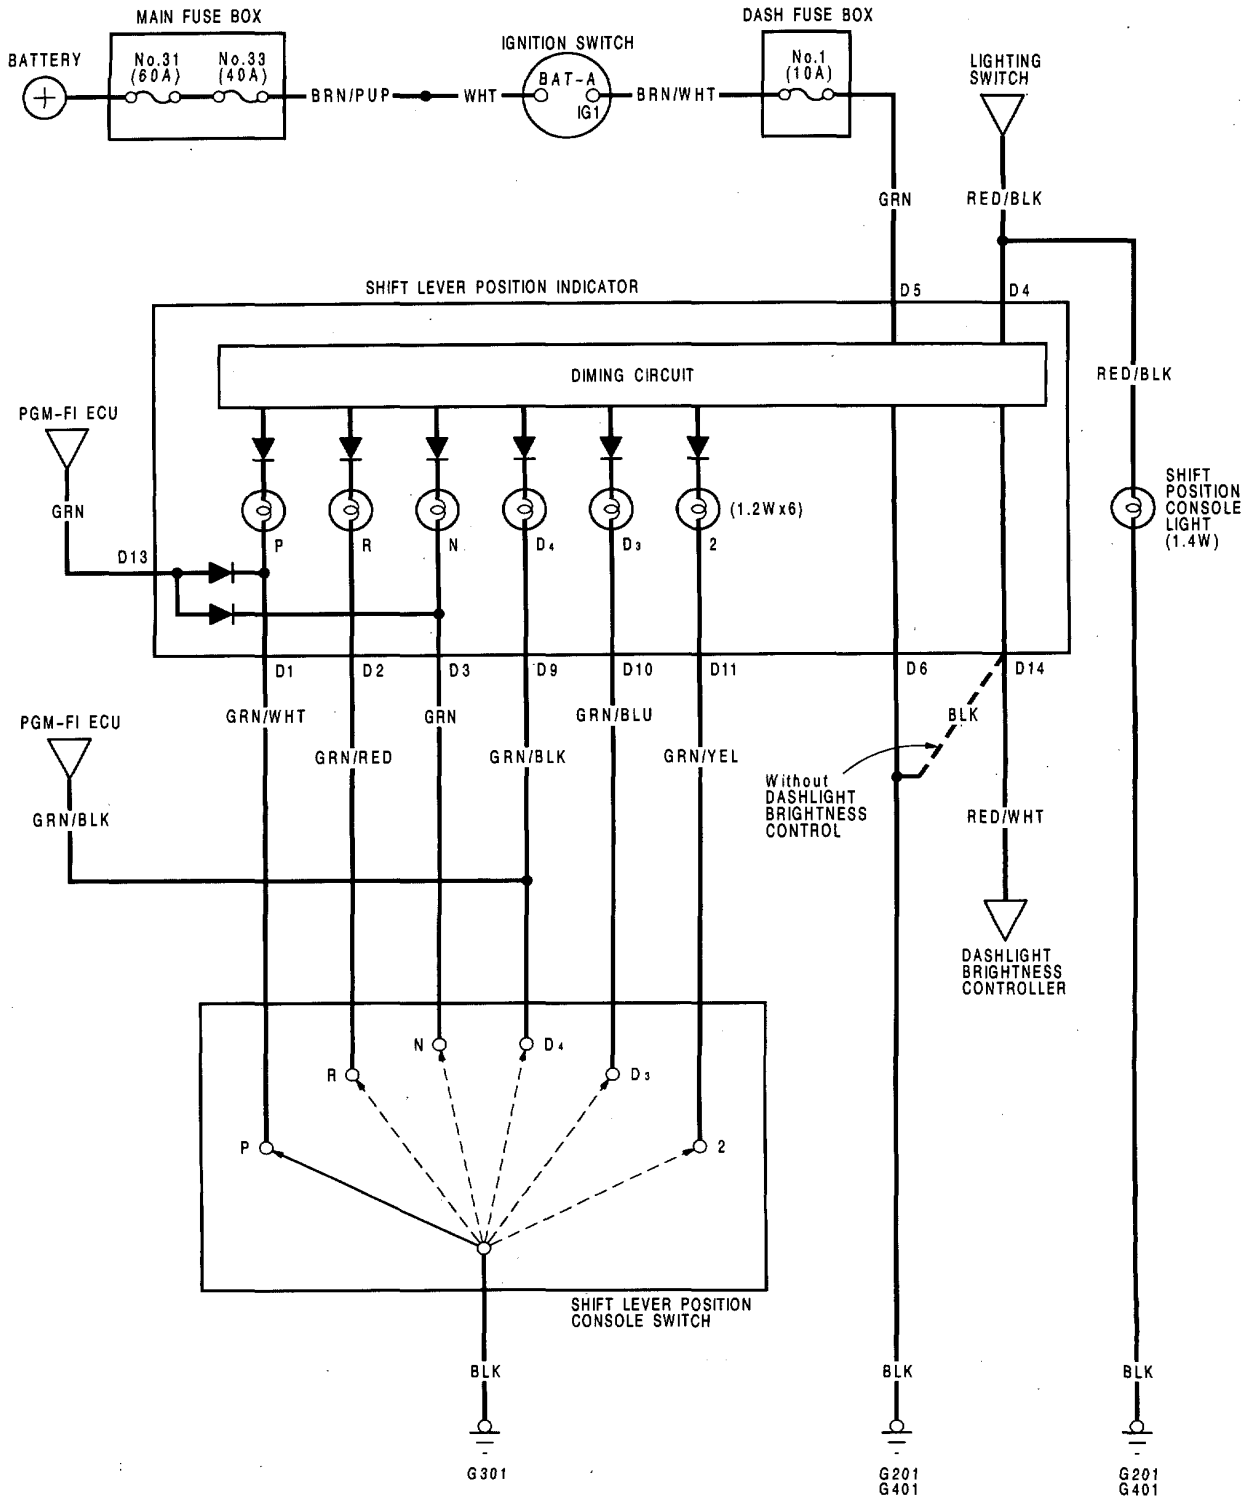 MAIN FUSE BOX
DASH FUSE BOX
BATTERY
No.31
(60A)
No.33
(40A)
IGNITION SWITCH
BAT-A
IG1
No.1
(10A)
LIGHTING
SWITCH
BRN/PUP
WHT
BRN/WHT
GRN
RED/BLK
SHIFT LEVER POSITION INDICATOR
D5
D4
DIMING CIRCUIT
RED/BLK
PGM-FI ECU
GRN
D13
P
R
N
D4
D3
2
(1.2Wx6)
SHIFT
POSITION
CONSOLE
LIGHT
(1.4W)
D1
D2
D3
D9
D10
D11
D6
D14
PGM-FI ECU
GRN/BLK
GRN/WHT
GRN/RED
GRN
GRN/BLK
GRN/BLU
GRN/YEL
BLK
Without
DASHLIGHT
BRIGHTNESS
CONTROL
RED/WHT
DASHLIGHT
BRIGHTNESS
CONTROLLER
P
R
N
D4
D3
2
SHIFT LEVER POSITION
CONSOLE SWITCH
BLK
BLK
BLK
G301
G201
G401
G201
G401